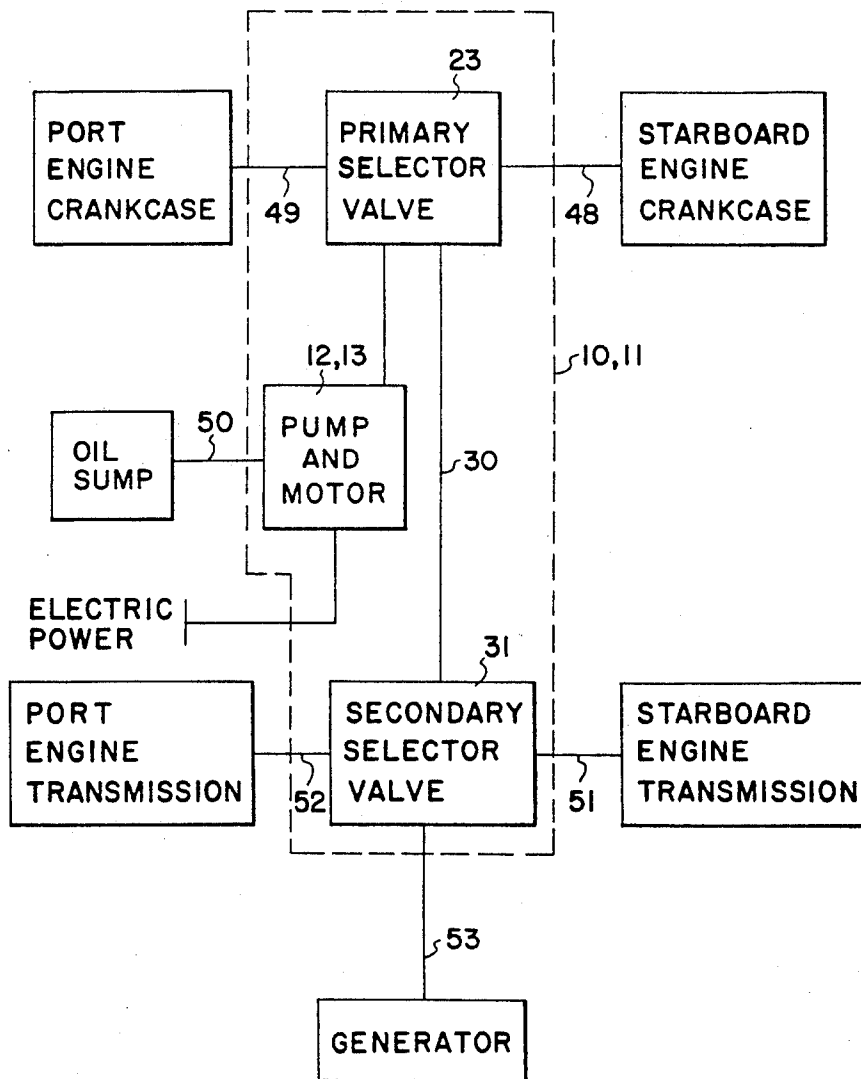 23
PORT
ENGINE
CRANKCASE
PRIMARY
SELECTOR
VALVE
STARBOARD
ENGINE
CRANKCASE
49
48
12,13
10,11
OIL
SUMP
50
PUMP
AND
MOTOR
30
ELECTRIC
POWER
31
PORT
ENGINE
TRANSMISSION
SECONDARY
SELECTOR
VALVE
STARBOARD
ENGINE
TRANSMISSION
52
51
53
GENERATOR